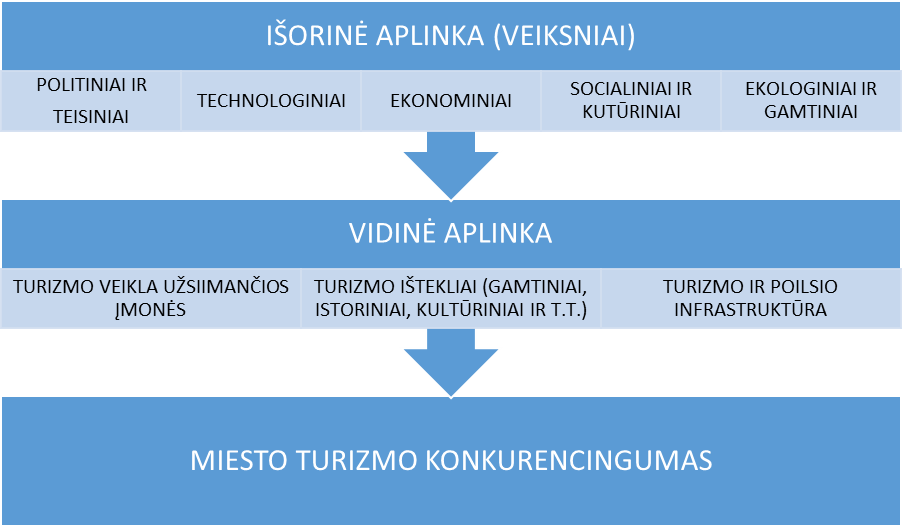 IŠORINĖ APLINKA (VEIKSNIAI)
POLITINIAI IR
TEISINIAI
TECHNOLOGINIAI
EKONOMINIAI
SOCIALINIAI IR
KUTŪRINIAI
EKOLOGINIAI IR
GAMTINIAI
VIDINĖ APLINKA
TURIZMO VEIKLA UŽSIIMANČIOS
ĮMONĖS
TURIZMO IŠTEKLIAI (GAMTINIAI,
ISTORINIAI, KULTŪRINIAI IR T.T.)
TURIZMO IR POILSIO
INFRASTRUKTŪRA
MIESTO TURIZMO KONKURENCINGUMAS